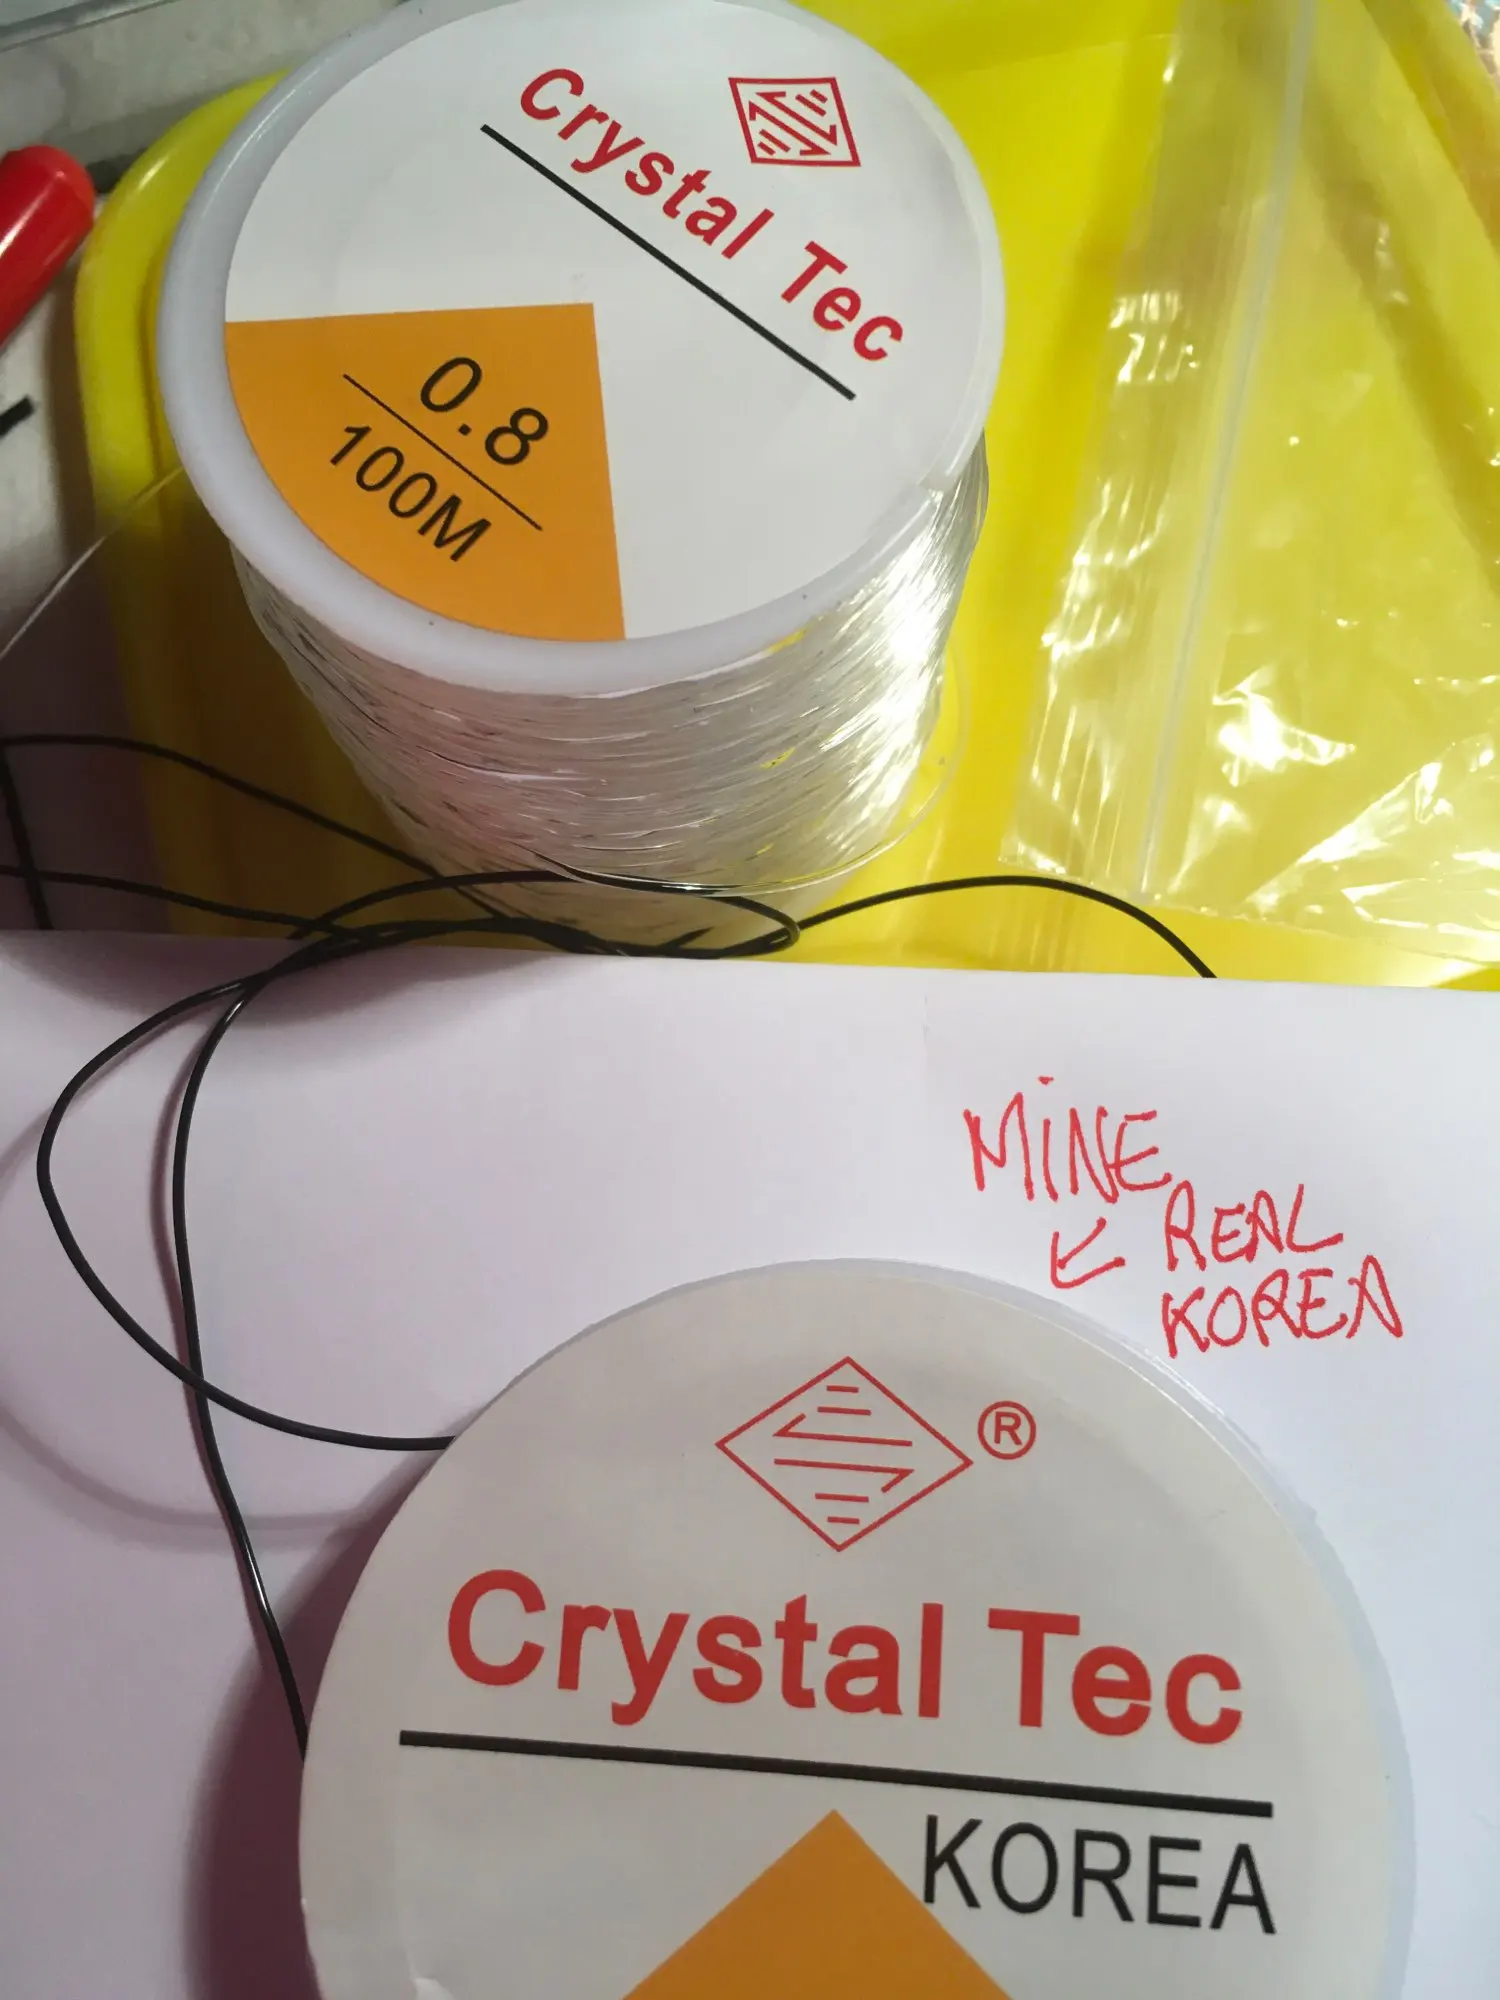 Crystal Tec
0.8
100M
MINE
REAL
KOREA
®
Crystal Tec
KOREA